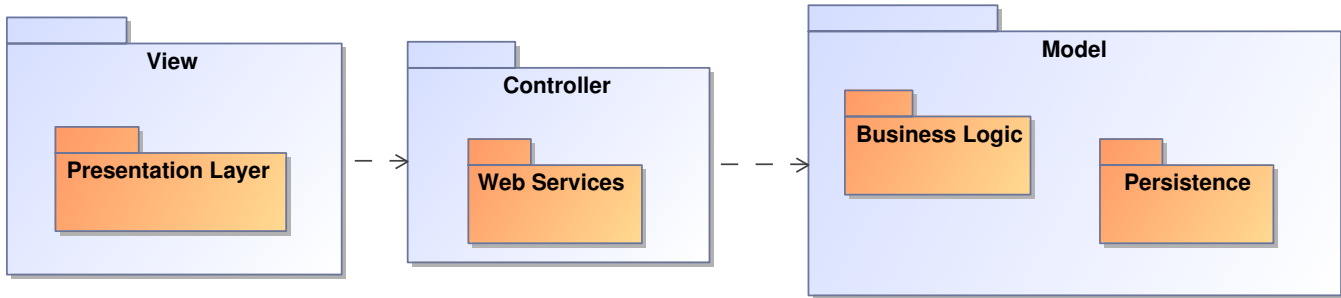 View
Presentation Layer
Controller
Web Services
Model
Business Logic
Persistence